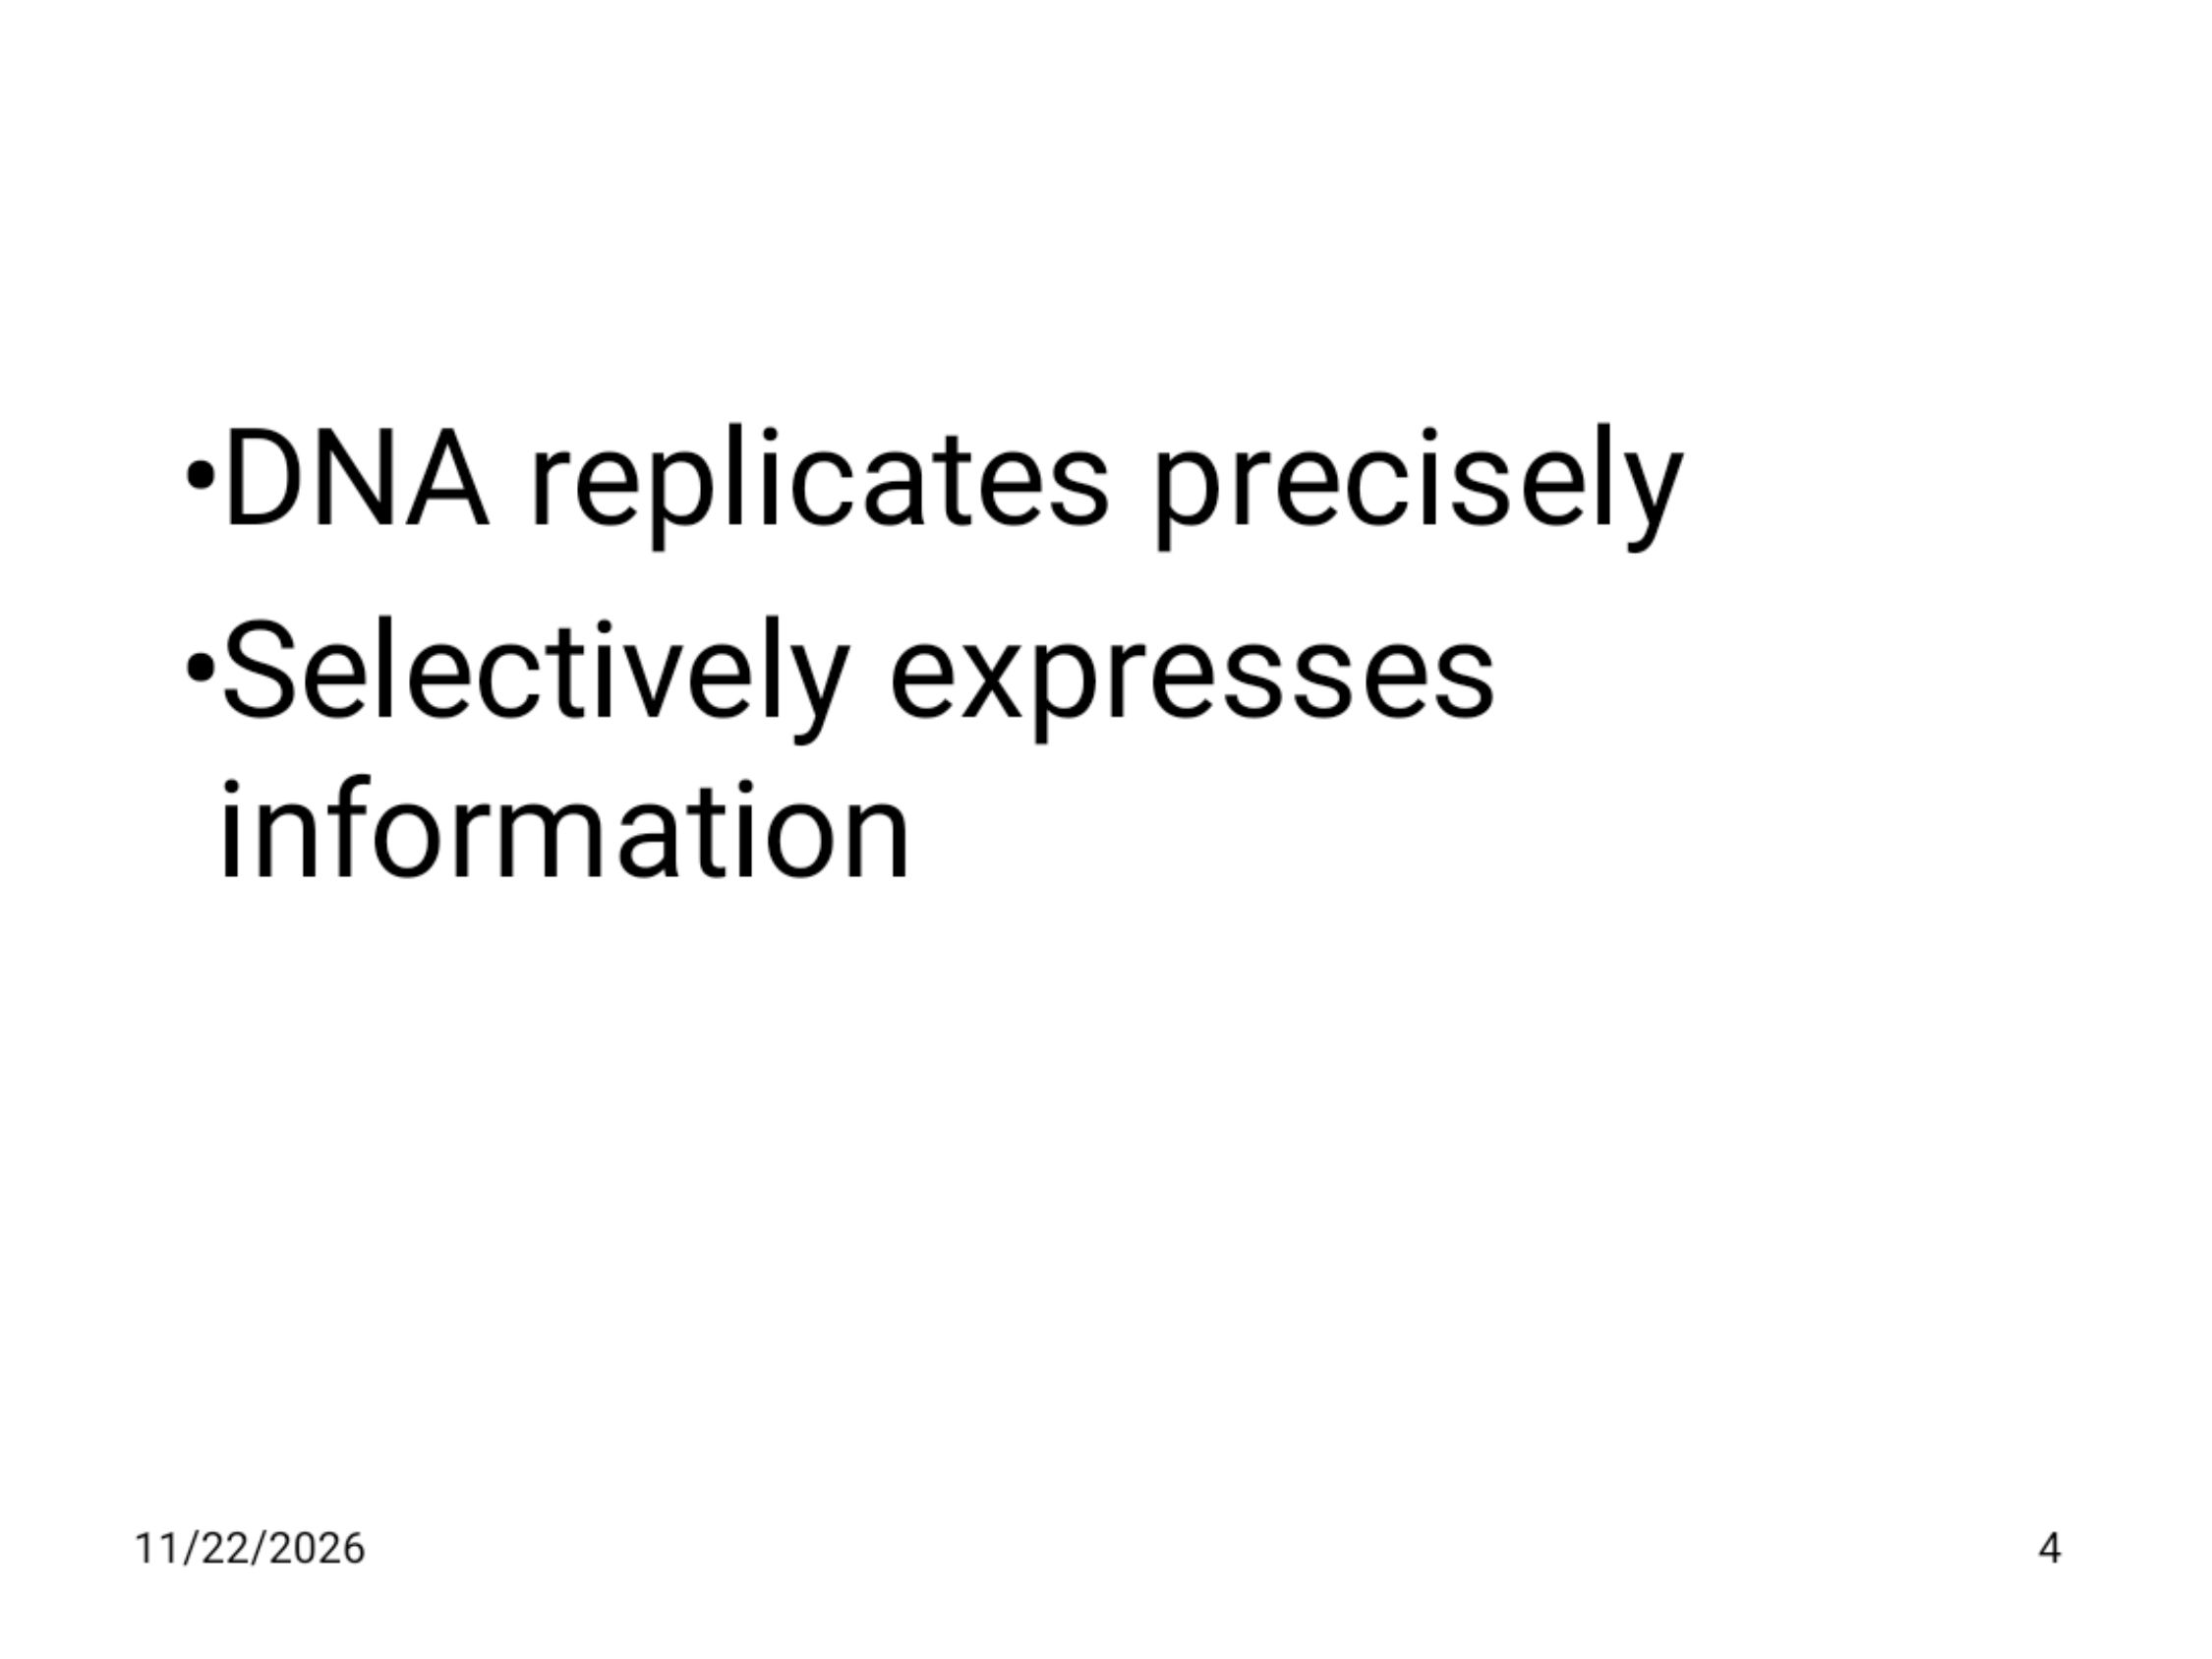 •DNA replicates precisely
•Selectively expresses
information
11/22/2026
4